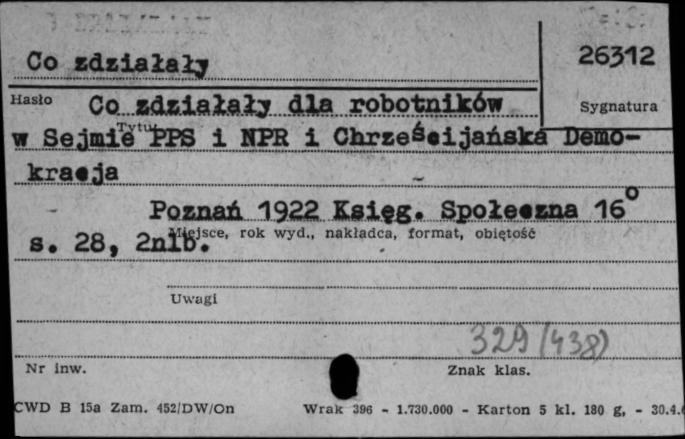 Co zdziałały
26312
Hasło Co zdziałały dla robotników
Sygnatura
Tytuł
w Sejmie PPS i NPR i Chrześcijańska Demo-
kracja
Poznań 1922 Księg. Społeczna 16°
Miejsce, rok wyd., nakładca, format, objętość
s. 28, 2nlb.
Uwagi
329 (438)
Nr inw.
Znak klas.
CWD B 15a Zam. 452/DW/On Wrak 396 - 1.730.000 - Karton 5 kl. 180 g, - 30.4.